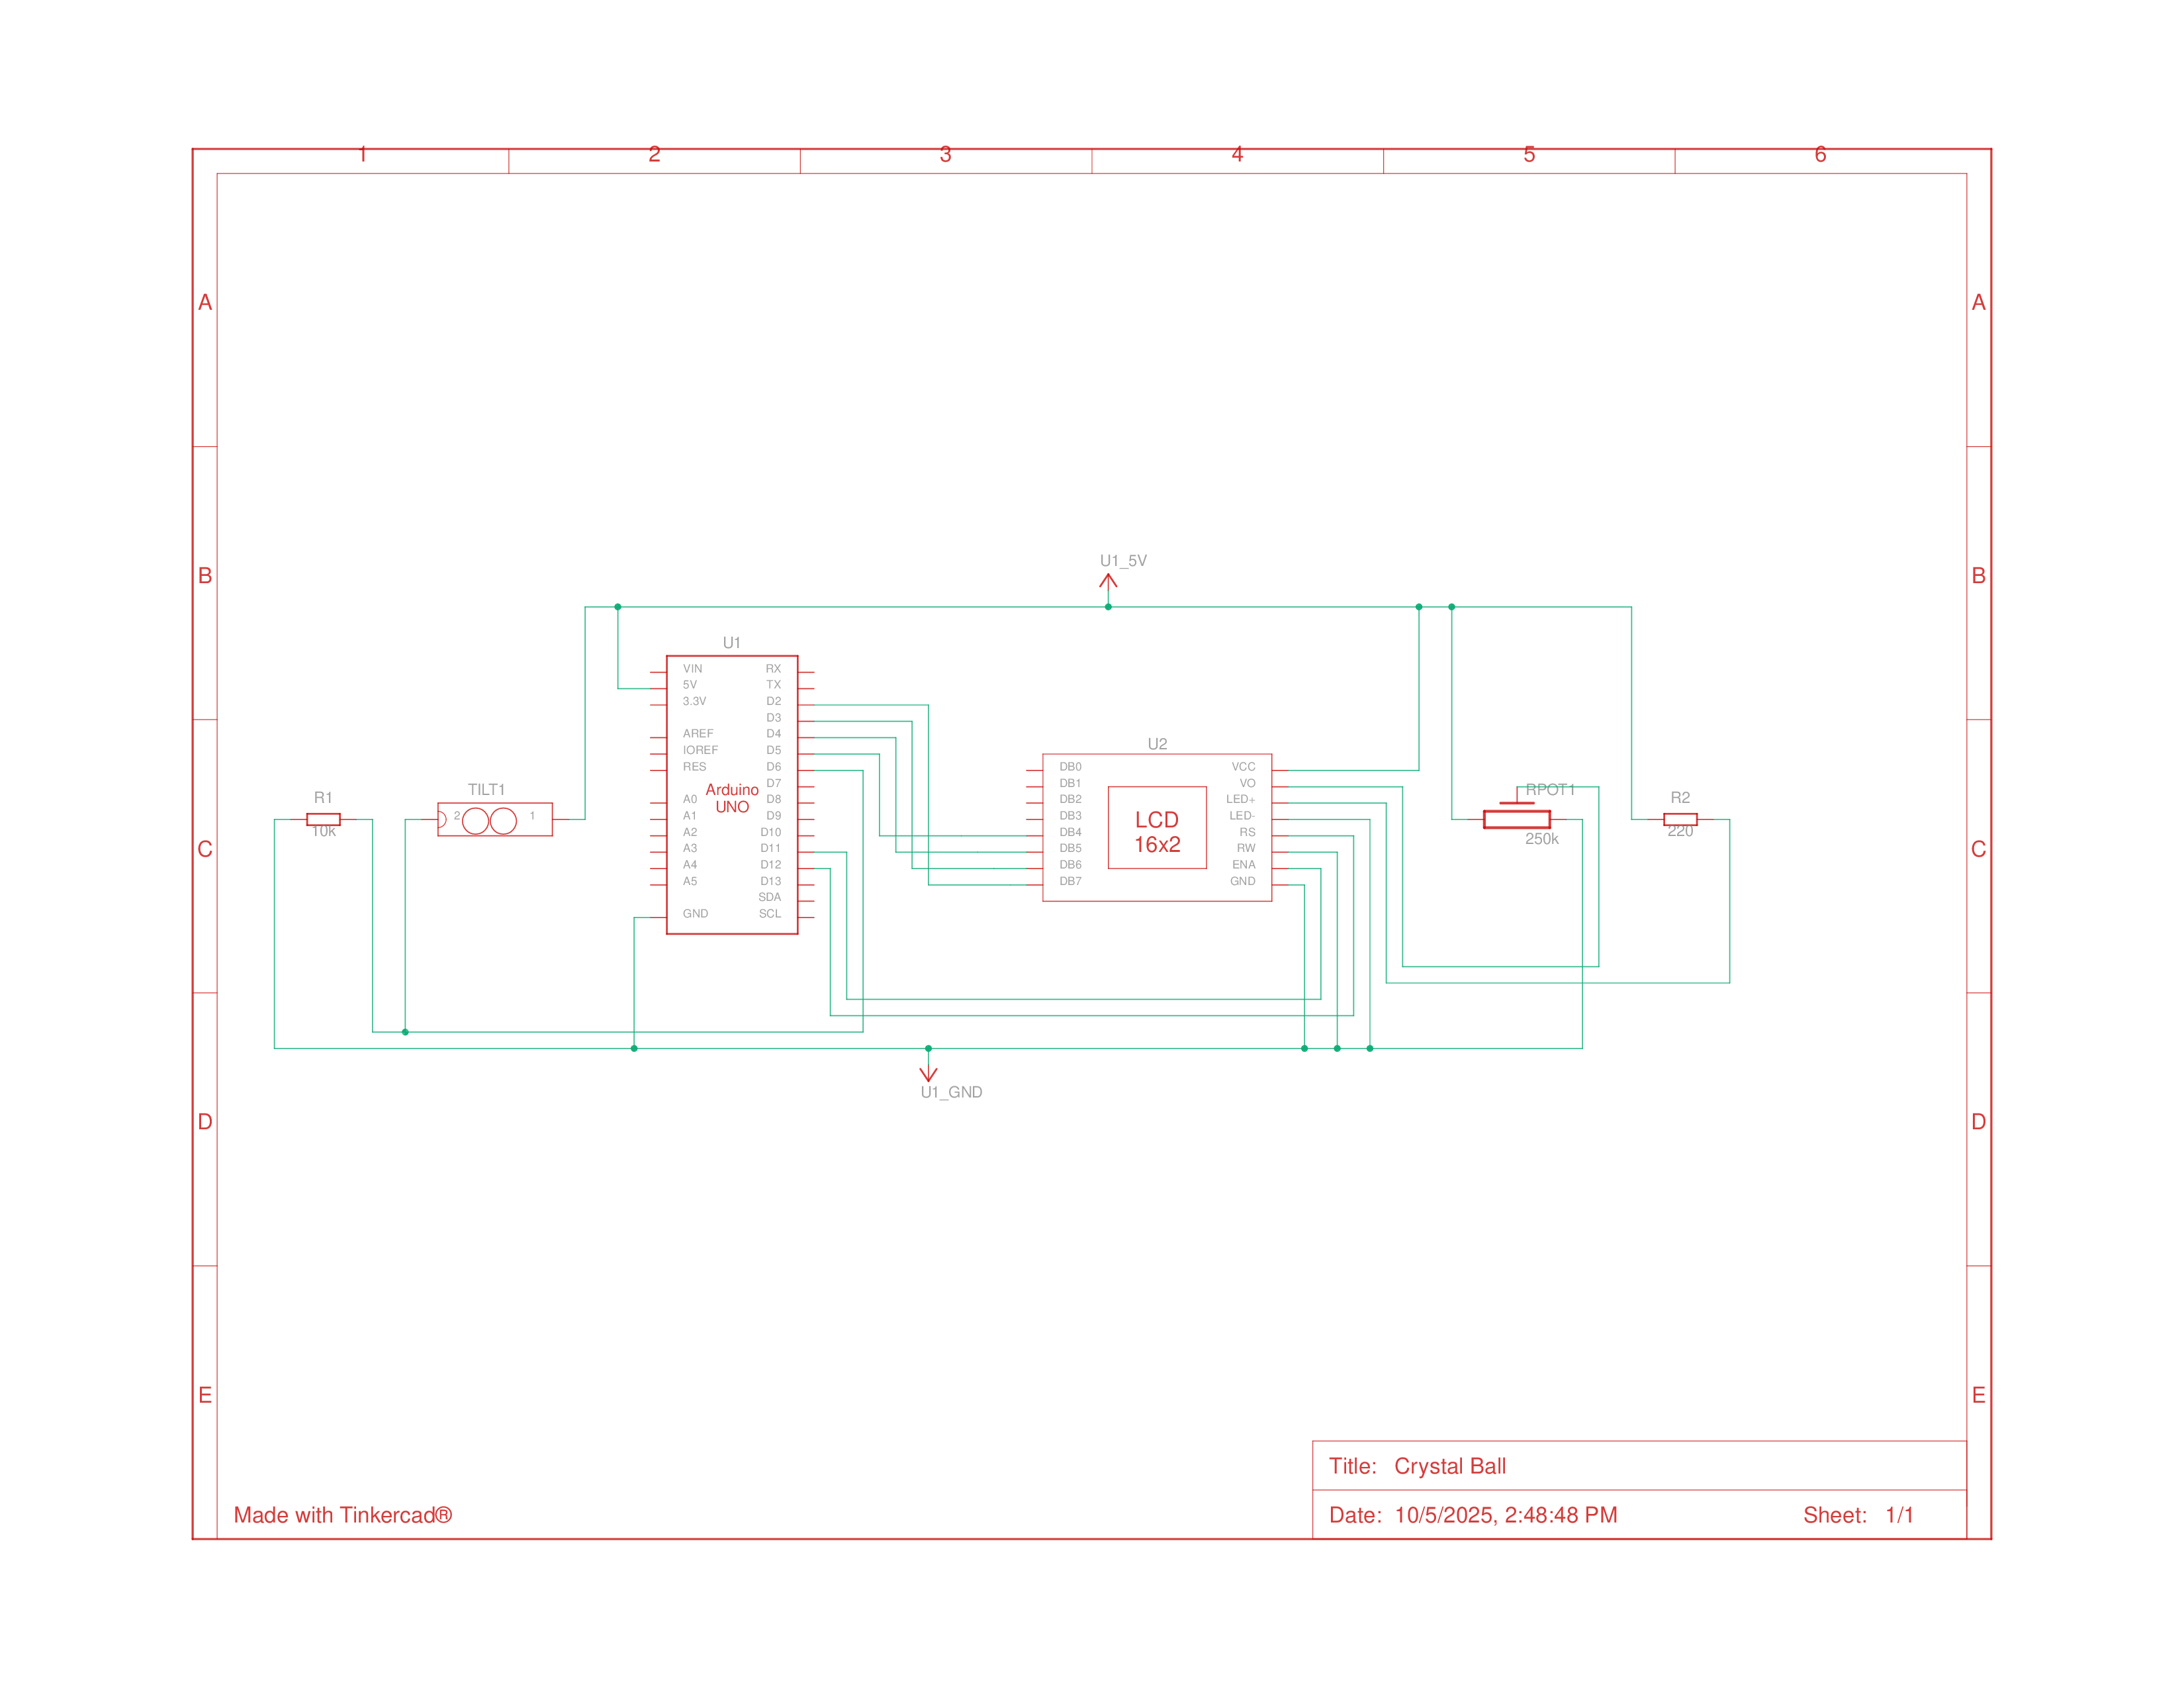 1 2 3 4 5 6
A A
B B
U1_5V
U1
VIN RX
5V TX
3.3V D2
D3
AREF D4
IOREF D5
RES D6
D7
Arduino
UNO
A0 D8
A1 D9
A2 D10
A3 D11
A4 D12
A5 D13
SDA
GND SCL
U2
DB0 VCC
DB1 VO
DB2 LED+
DB3 LED-
DB4 RS
DB5 RW
DB6 ENA
DB7 GND
LCD
16x2
R1
10k
TILT1
2 1
RPOT1
250k
R2
220
C C
U1_GND
D D
E E
Title: Crystal Ball
Made with Tinkercad®
Date: 10/5/2025, 2:48:48 PM Sheet: 1/1